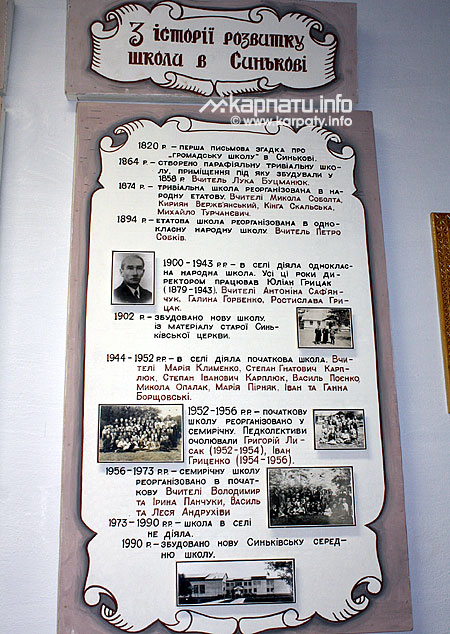 З історії розвитку
школи в Синькові
карпати.info
© www.karpaty.info
1820 р. – перша письмова згадка про
„громадську школу" в Синькові.
1864 р. – створено парафіяльну тривіальну шко-
лу, приміщення під яку збудували у
1858 р. Вчитель Лука Буцманюк.
1874 р. – тривіальна школа реорганізована в на-
родну етатову. Вчителі Микола Соболта,
Кириян Вержб'янський, Кінга Скальська,
Михайло Турчаневич.
1894 р. – етатова школа реорганізована в одно-
класну народну школу. Вчитель Петро
Собків.
1900 – 1943 р.р. – в селі діяла однокла-
сна народна школа. Усі ці роки ди-
ректором працював Юліан Грицак
(1879 – 1943). Вчителі Антоніна Саф'ян-
чук, Галина Горбенко, Ростислава Гри-
цак.
1902 р. – збудовано нову школу,
із матеріалу старої Синь-
ківської церкви.
1944 – 1952 р.р. – в селі діяла початкова школа. Вчи-
телі Марія Клименко, Степан Гнатович Карп-
люк, Степан Іванович Карплюк, Василь Поєнко,
Микола Опалак, Марія Пірняк, Іван та Ганна
Борщовські.
1952 – 1956 р.р. – початкову
школу реорганізовано у
семирічну. Педколективи
очолювали Григорій Ли-
сак (1952 – 1954), Іван
Гриценко (1954 – 1956).
1956 – 1973 р.р. – семирічну школу
реорганізовано в почат-
кову Вчителі Володимир
та Ірина Панчуки, Василь
та Леся Андрухіви
1973 – 1990 р.р. – школа в селі
не діяла.
1990 р. – збудовано нову Синьківську серед-
ню школу.